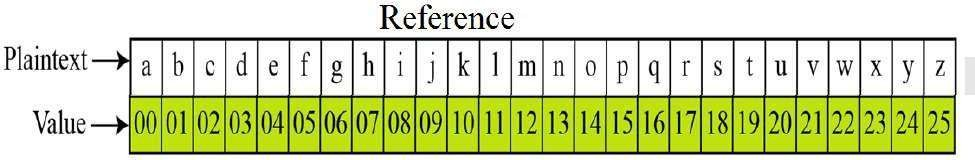 Reference
Plaintext a b c d e f g h i j k l m n o p q r s t u v w x y z
Value 00 01 02 03 04 05 06 07 08 09 10 11 12 13 14 15 16 17 18 19 20 21 22 23 24 25